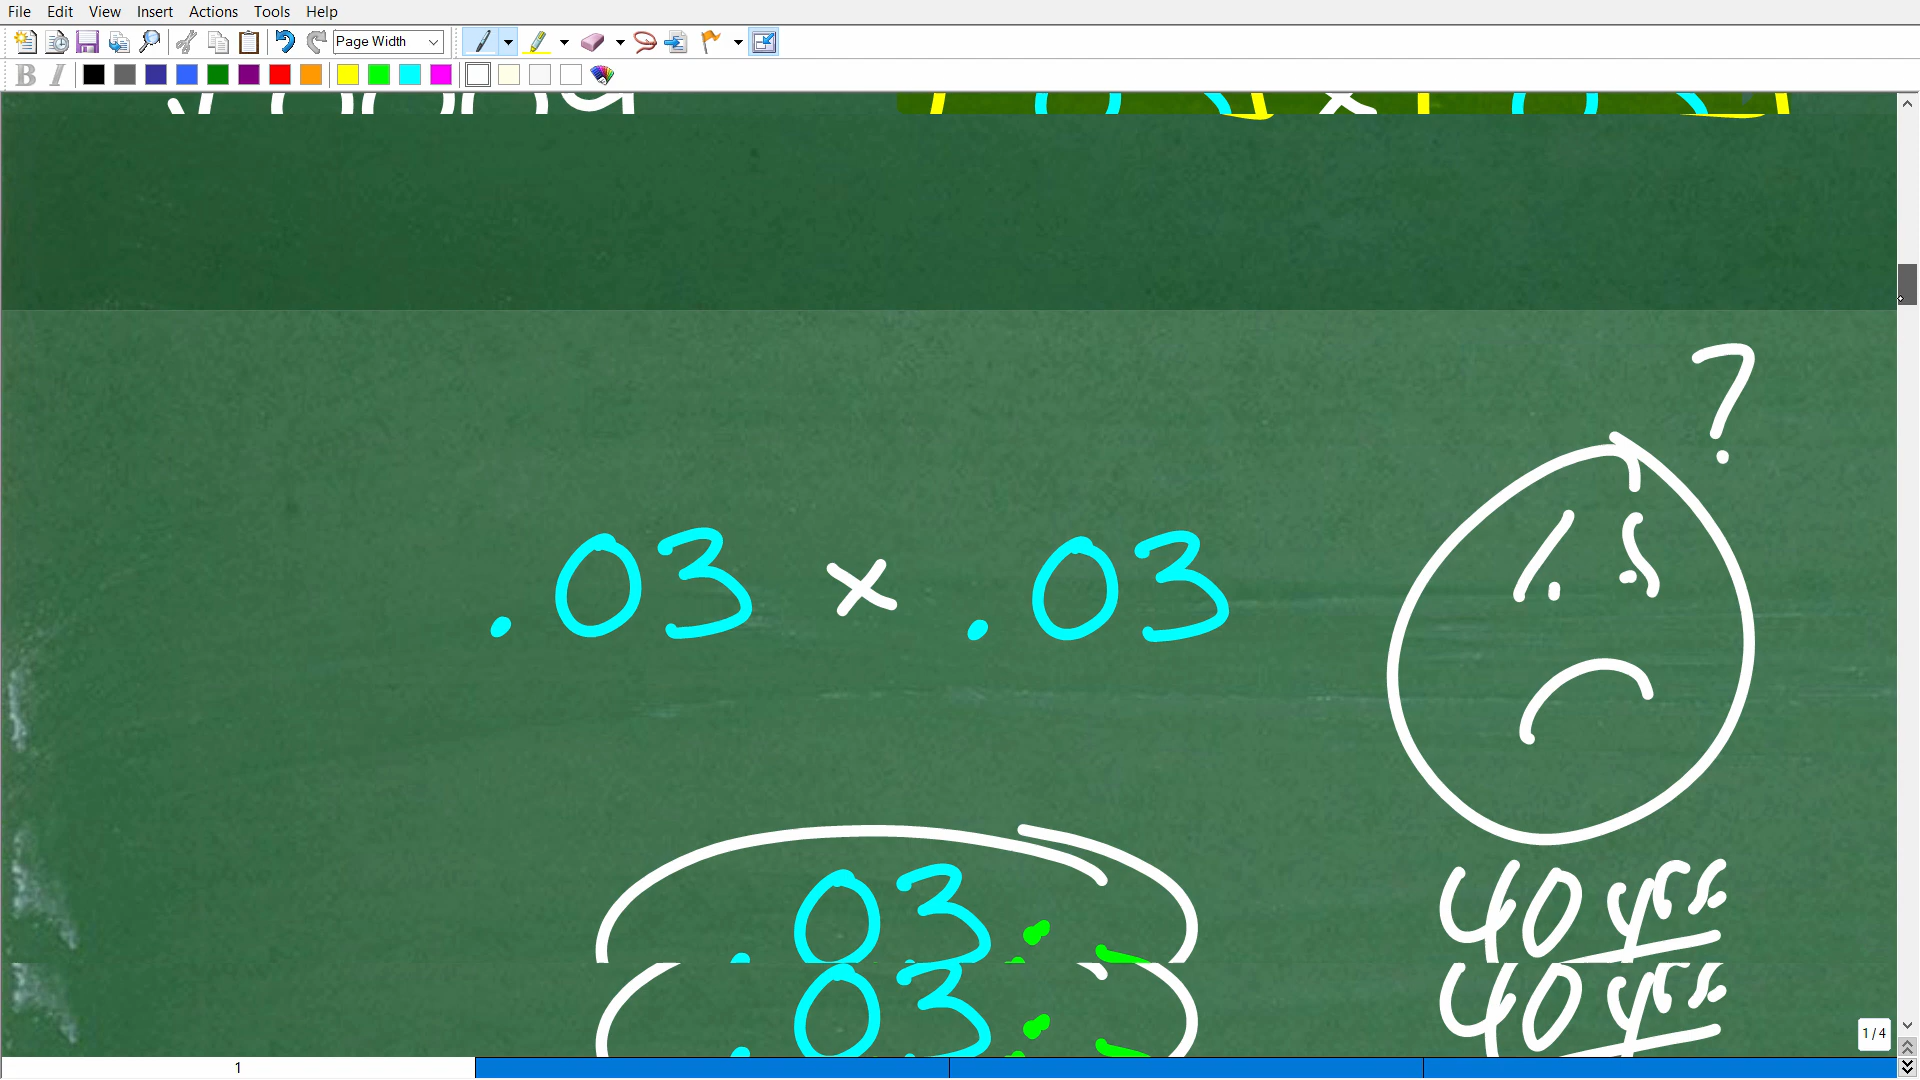 File Edit View Insert Actions Tools Help
Page Width
B I
.03 × .03
?
.03
40 yrs.
.03
40 yrs.
1 / 4
1